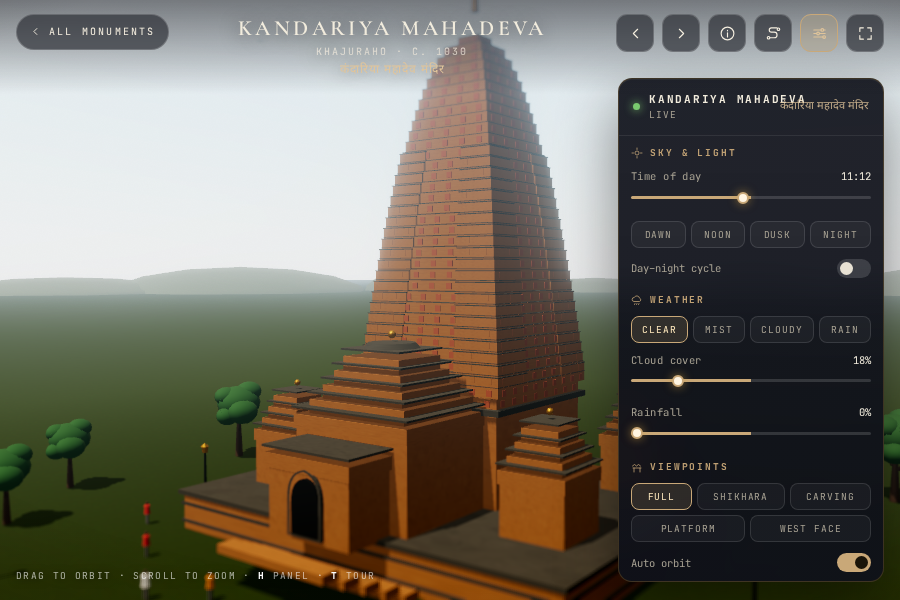 ALL MONUMENTS
KANDARIYA MAHADEVA
KHAJURAHO · C. 1030
कंदारिया महादेव मंदिर
KANDARIYA MAHADEVA
कंदारिया महादेव मंदिर
LIVE
SKY & LIGHT
Time of day 11:12
DAWN NOON DUSK NIGHT
Day–night cycle
WEATHER
CLEAR MIST CLOUDY RAIN
Cloud cover 18%
Rainfall 0%
VIEWPOINTS
FULL SHIKHARA CARVING
PLATFORM WEST FACE
Auto orbit
DRAG TO ORBIT · SCROLL TO ZOOM · H PANEL · T TOUR